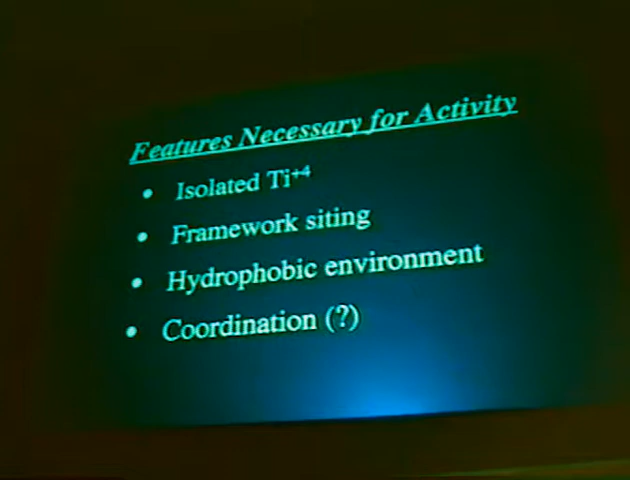 Features Necessary for Activity
• Isolated Ti⁺⁴
• Framework siting
• Hydrophobic environment
• Coordination (?)